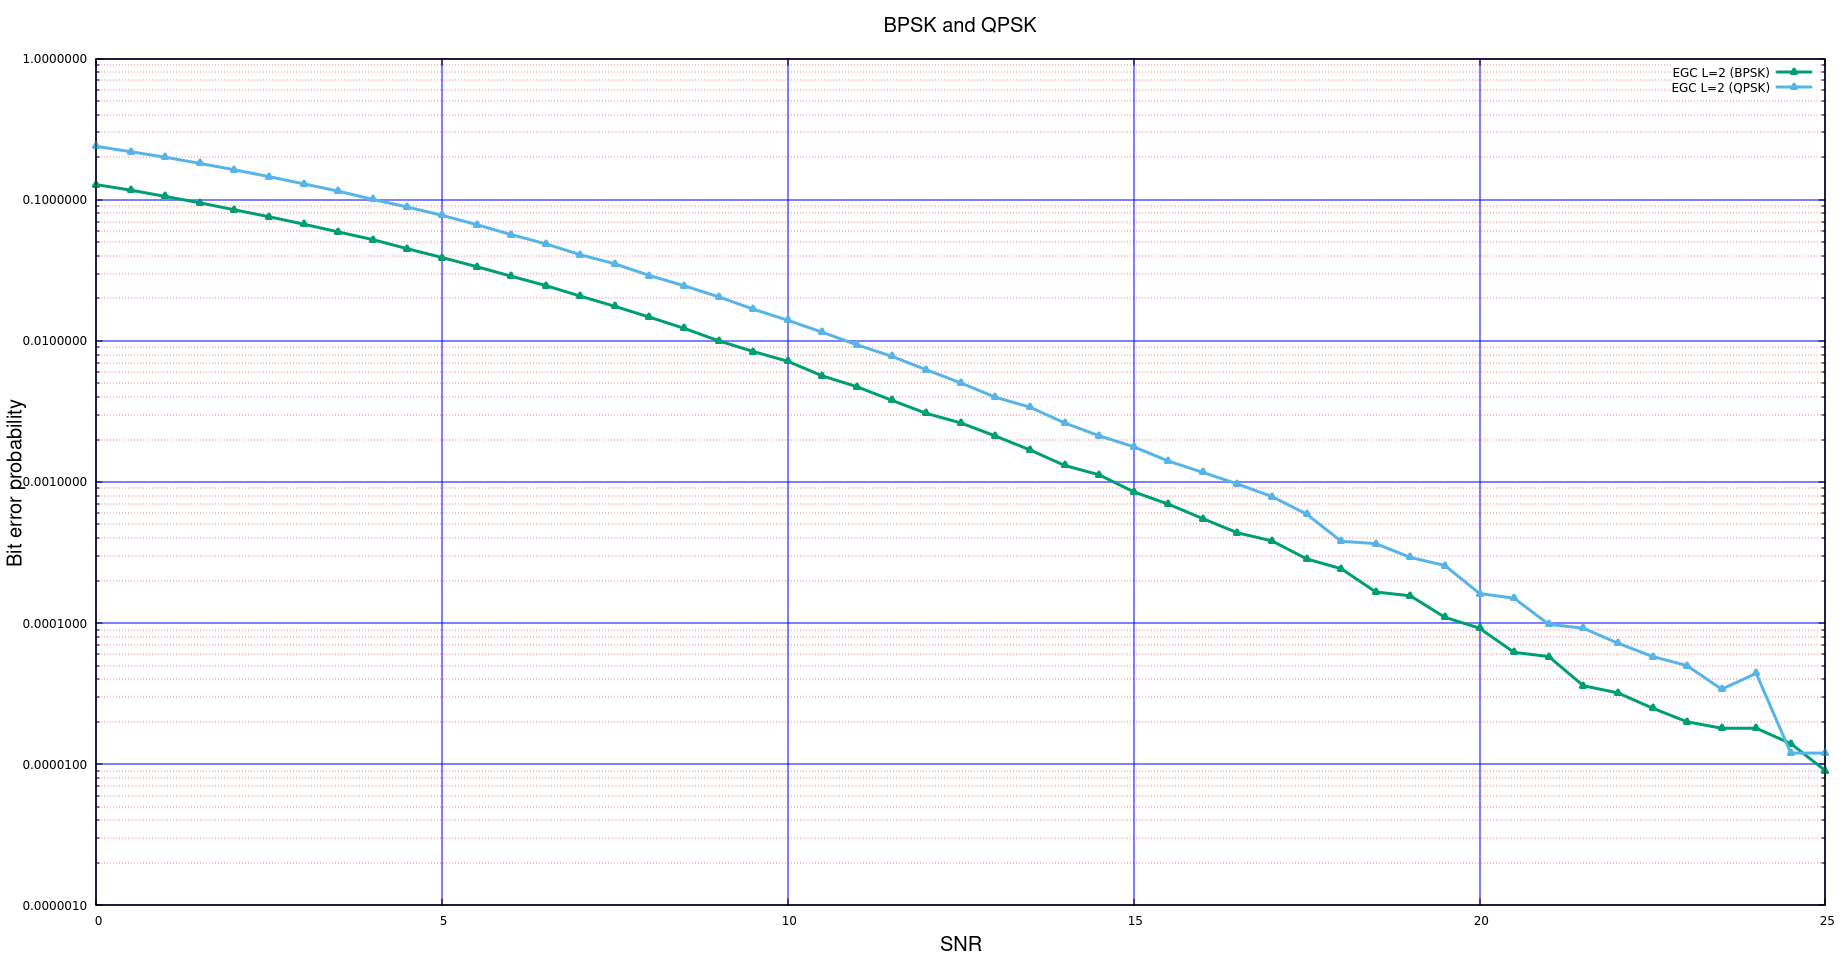 BPSK and QPSK
1.0000000
EGC L=2 (BPSK)
EGC L=2 (QPSK)
0.1000000
0.0100000
Bit error probability
0.0010000
0.0001000
0.0000100
0.0000010
0 5 10 15 20 25
SNR